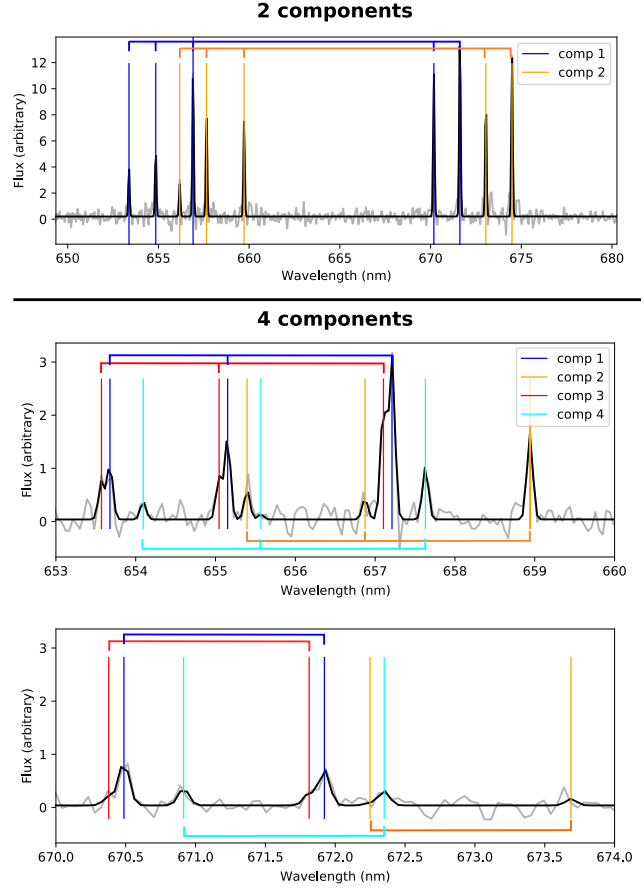 2 components
Flux (arbitrary)
12
10
8
6
4
2
0
comp 1
comp 2
650
655
660
665
670
675
680
Wavelength (nm)
4 components
Flux (arbitrary)
3
2
1
0
comp 1
comp 2
comp 3
comp 4
653
654
655
656
657
658
659
660
Wavelength (nm)
Flux (arbitrary)
3
2
1
0
670.0
670.5
671.0
671.5
672.0
672.5
673.0
673.5
674.0
Wavelength (nm)